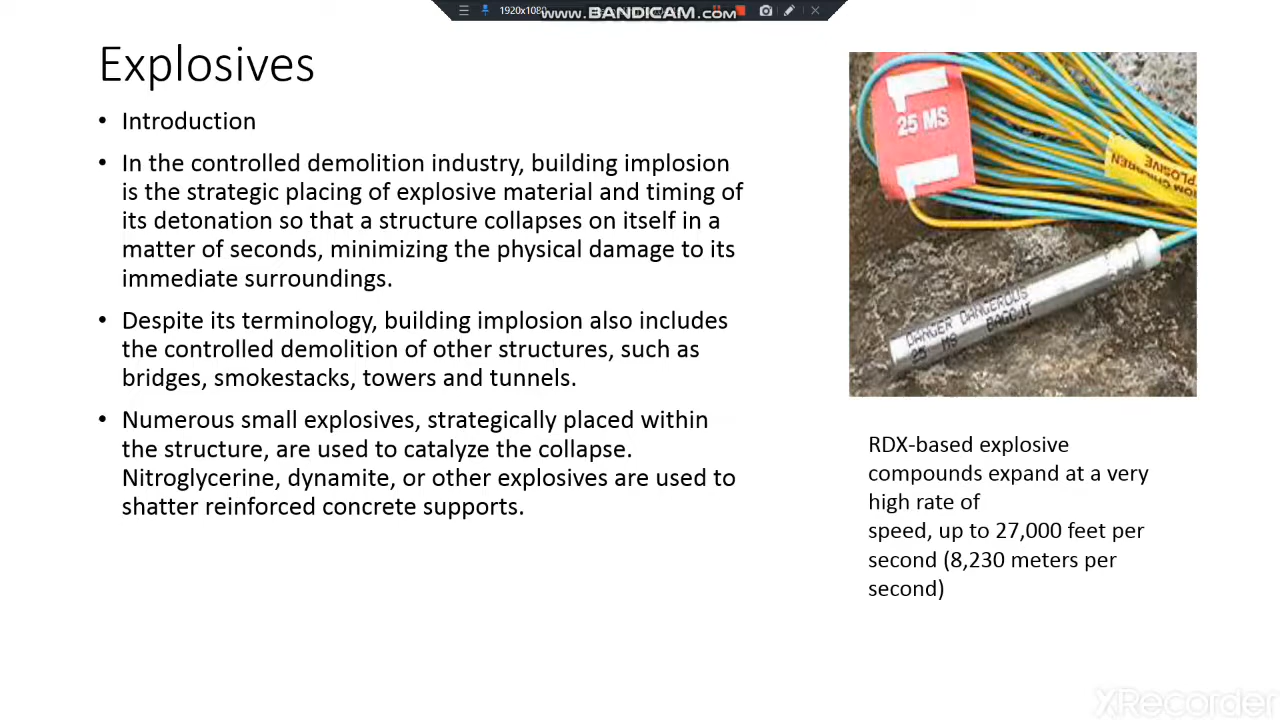 1920x1080
www.BANDICAM.com
Explosives
• Introduction
• In the controlled demolition industry, building implosion
is the strategic placing of explosive material and timing of
its detonation so that a structure collapses on itself in a
matter of seconds, minimizing the physical damage to its
immediate surroundings.
• Despite its terminology, building implosion also includes
the controlled demolition of other structures, such as
bridges, smokestacks, towers and tunnels.
• Numerous small explosives, strategically placed within
the structure, are used to catalyze the collapse.
Nitroglycerine, dynamite, or other explosives are used to
shatter reinforced concrete supports.
25 MS
DANGER DANGEROUS
25 MS
RDX-based explosive
compounds expand at a very
high rate of
speed, up to 27,000 feet per
second (8,230 meters per
second)
XRecorder